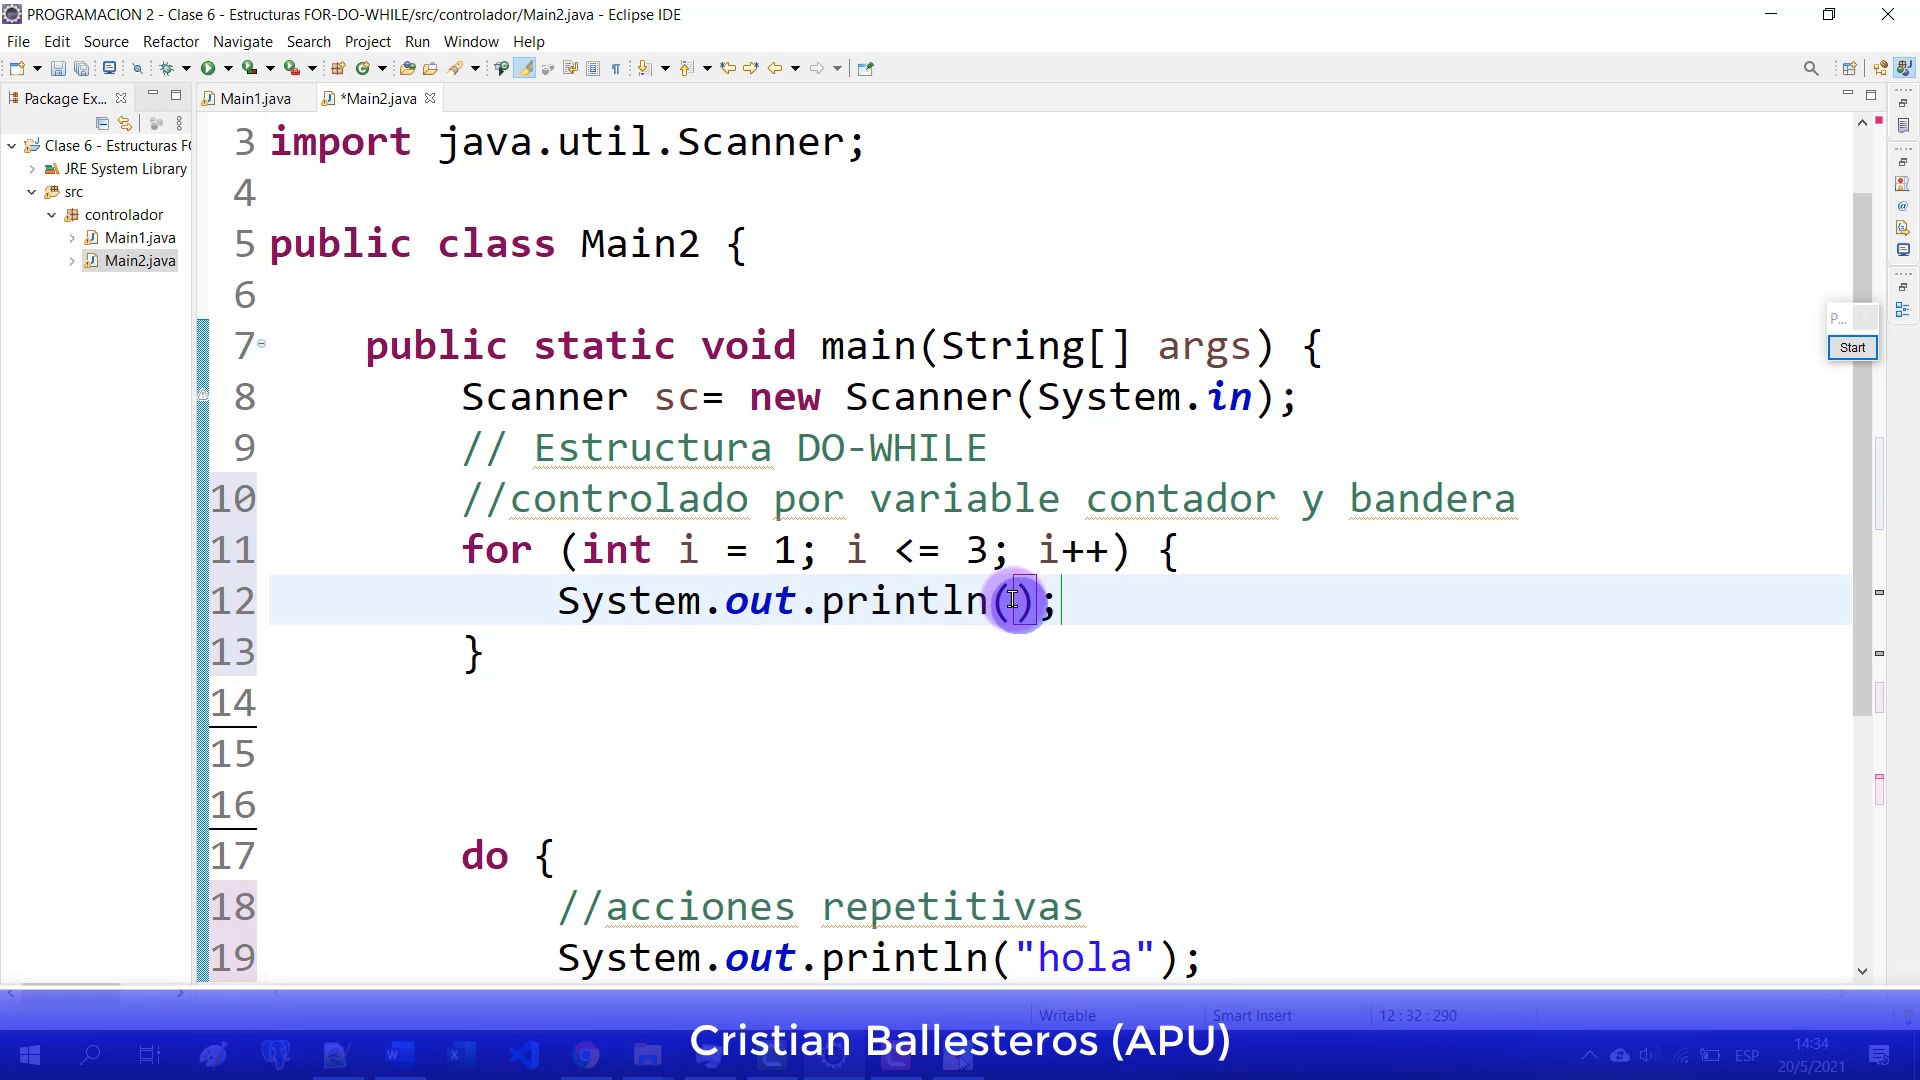 PROGRAMACION 2 - Clase 6 - Estructuras FOR-DO-WHILE/src/controlador/Main2.java - Eclipse IDE
File Edit Source Refactor Navigate Search Project Run Window Help
Package Ex...
Main1.java
*Main2.java
Clase 6 - Estructuras FO
JRE System Library
src
controlador
Main1.java
Main2.java
3 import java.util.Scanner;
4
5 public class Main2 {
6
7 public static void main(String[] args) {
8 Scanner sc= new Scanner(System.in);
9 // Estructura DO-WHILE
10 //controlado por variable contador y bandera
11 for (int i = 1; i <= 3; i++) {
12 System.out.println();
13 }
14
15
16
17 do {
18 //acciones repetitivas
19 System.out.println("hola");
P...
Start
Writable Smart Insert 12 : 32 : 290
Cristian Ballesteros (APU)
ESP
14:34
20/5/2021